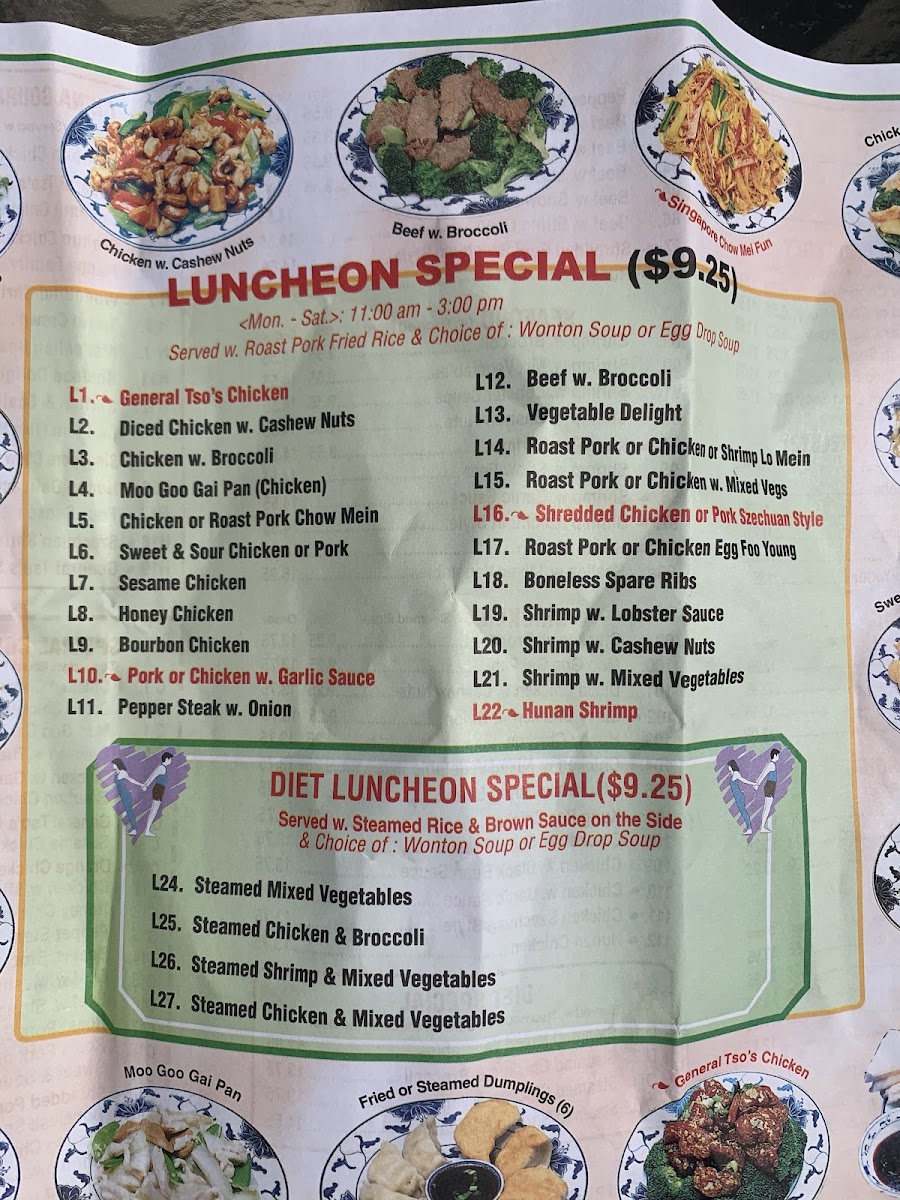 Chicken w. Cashew Nuts
Beef w. Broccoli
Singapore Chow Mei Fun
Chick
LUNCHEON SPECIAL ($9.25)
<Mon. - Sat.>: 11:00 am - 3:00 pm
Served w. Roast Pork Fried Rice & Choice of : Wonton Soup or Egg Drop Soup
L1. General Tso's Chicken
L2. Diced Chicken w. Cashew Nuts
L3. Chicken w. Broccoli
L4. Moo Goo Gai Pan (Chicken)
L5. Chicken or Roast Pork Chow Mein
L6. Sweet & Sour Chicken or Pork
L7. Sesame Chicken
L8. Honey Chicken
L9. Bourbon Chicken
L10. Pork or Chicken w. Garlic Sauce
L11. Pepper Steak w. Onion
L12. Beef w. Broccoli
L13. Vegetable Delight
L14. Roast Pork or Chicken or Shrimp Lo Mein
L15. Roast Pork or Chicken w. Mixed Vegs
L16. Shredded Chicken or Pork Szechuan Style
L17. Roast Pork or Chicken Egg Foo Young
L18. Boneless Spare Ribs
L19. Shrimp w. Lobster Sauce
L20. Shrimp w. Cashew Nuts
L21. Shrimp w. Mixed Vegetables
L22 Hunan Shrimp
Swe
DIET LUNCHEON SPECIAL($9.25)
Served w. Steamed Rice & Brown Sauce on the Side
& Choice of : Wonton Soup or Egg Drop Soup
L24. Steamed Mixed Vegetables
L25. Steamed Chicken & Broccoli
L26. Steamed Shrimp & Mixed Vegetables
L27. Steamed Chicken & Mixed Vegetables
Moo Goo Gai Pan
Fried or Steamed Dumplings (6)
General Tso's Chicken